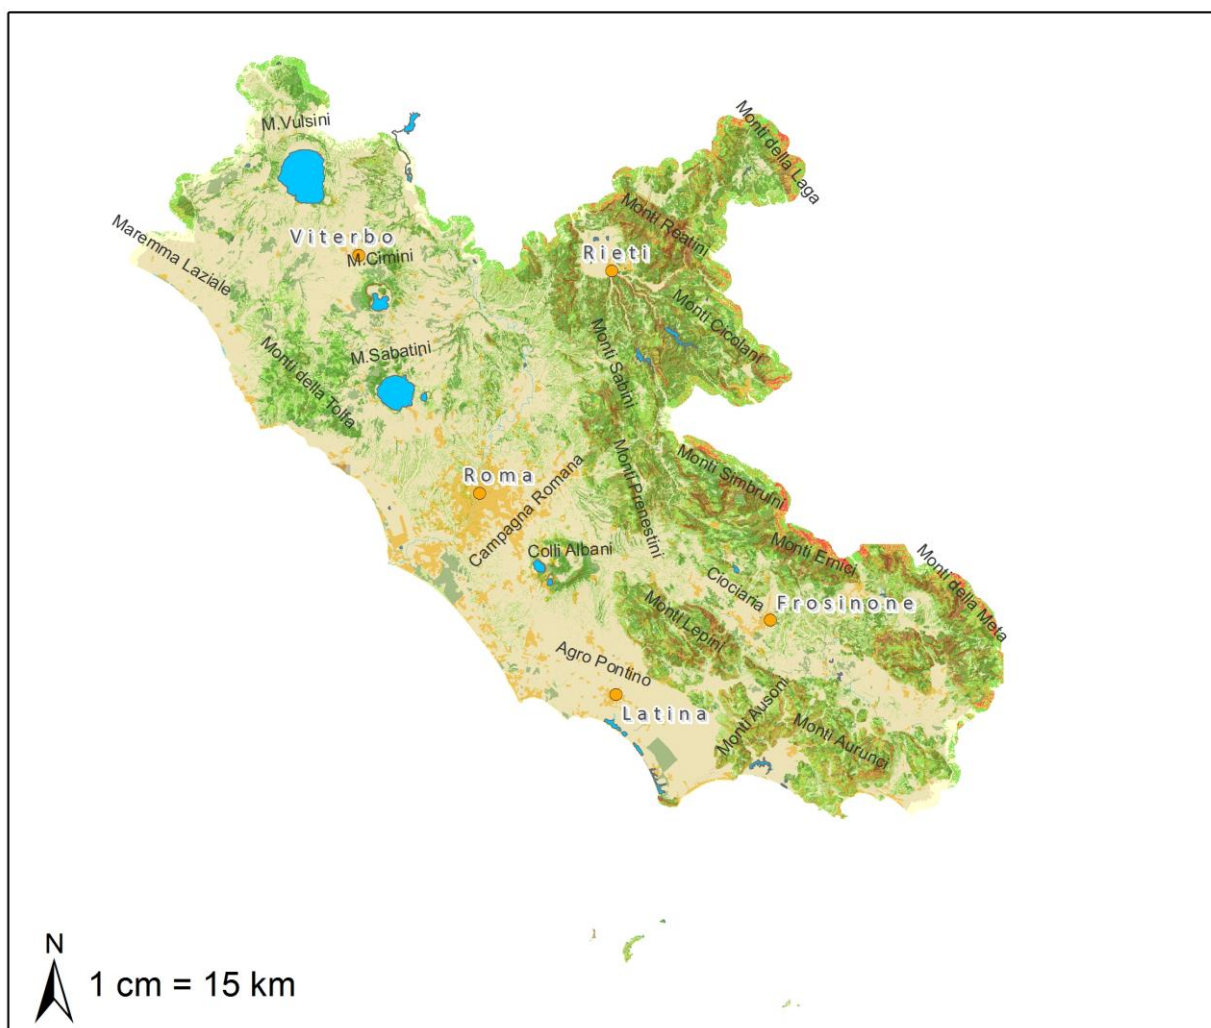 M.Vulsini
Monti della Laga
Monti Reatini
Maremma Laziale
Viterbo
M.Cimini
Rieti
Monti Cicolani
M.Sabatini
Monti della Tolfa
Monti Sabini
Roma
Campagna Romana
Monti Prenestini
Monti Simbruini
Colli Albani
Monti Ernici
Monti della Meta
Ciociaria
Frosinone
Monti Lepini
Agro Pontino
Latina
Monti Ausoni
Monti Aurunci
N
1 cm = 15 km